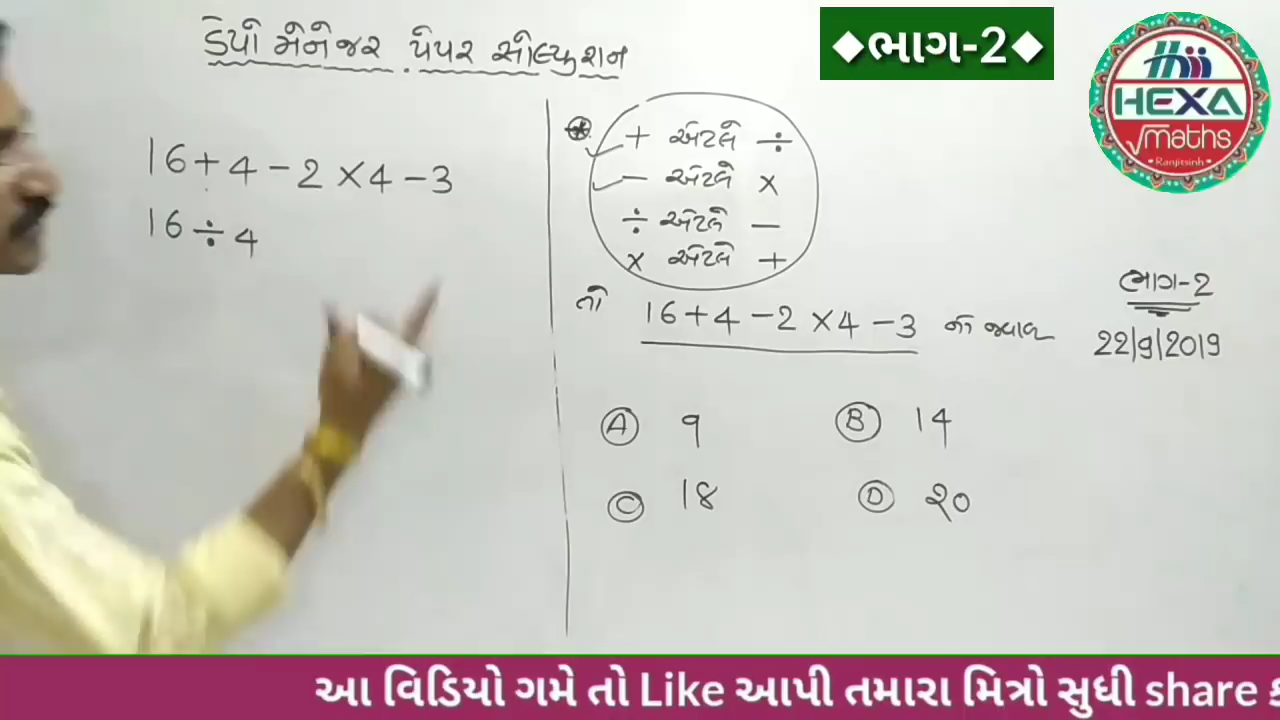 ડેપો મેનેજર પેપર સોલ્યુશન
◆ભાગ-2◆
HEXA
√maths
Ranjitsinh
16+4-2×4-3
16÷4
+ એટલે ÷
- એટલે ×
÷ એટલે -
× એટલે +
તો 16+4-2×4-3 નો જવાબ
ભાગ-2
22/9/2019
A 9 B 14
C 18 D ૨૦
આ વિડિયો ગમે તો Like આપી તમારા મિત્રો સુધી share